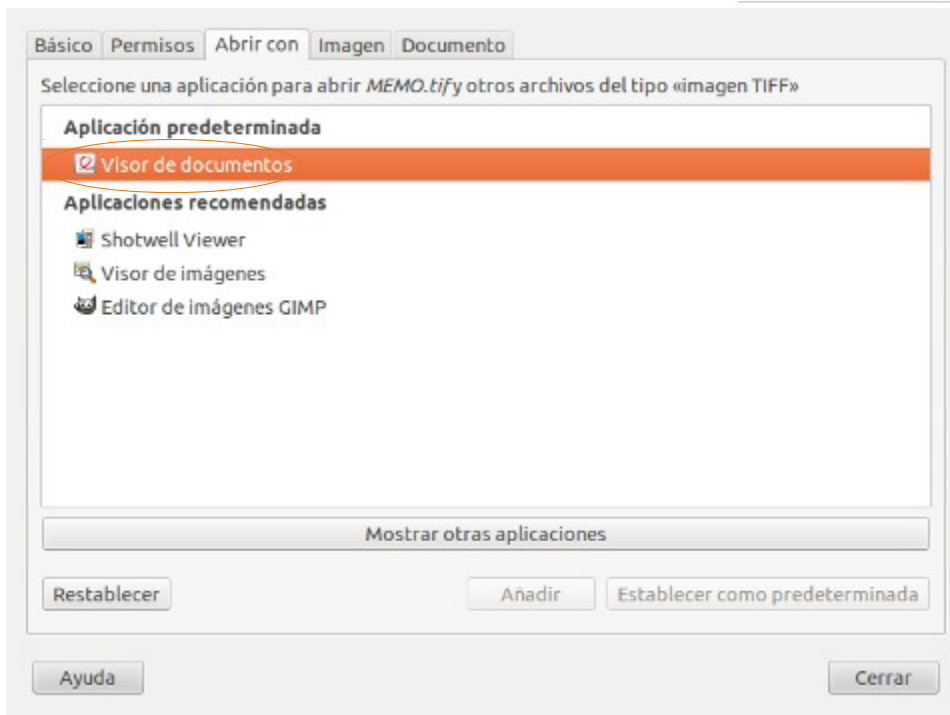 Básico Permisos Abrir con Imagen Documento
Seleccione una aplicación para abrir MEMO.tif y otros archivos del tipo «imagen TIFF»
Aplicación predeterminada
Visor de documentos
Aplicaciones recomendadas
Shotwell Viewer
Visor de imágenes
Editor de imágenes GIMP
Mostrar otras aplicaciones
Restablecer Añadir Establecer como predeterminada
Ayuda Cerrar